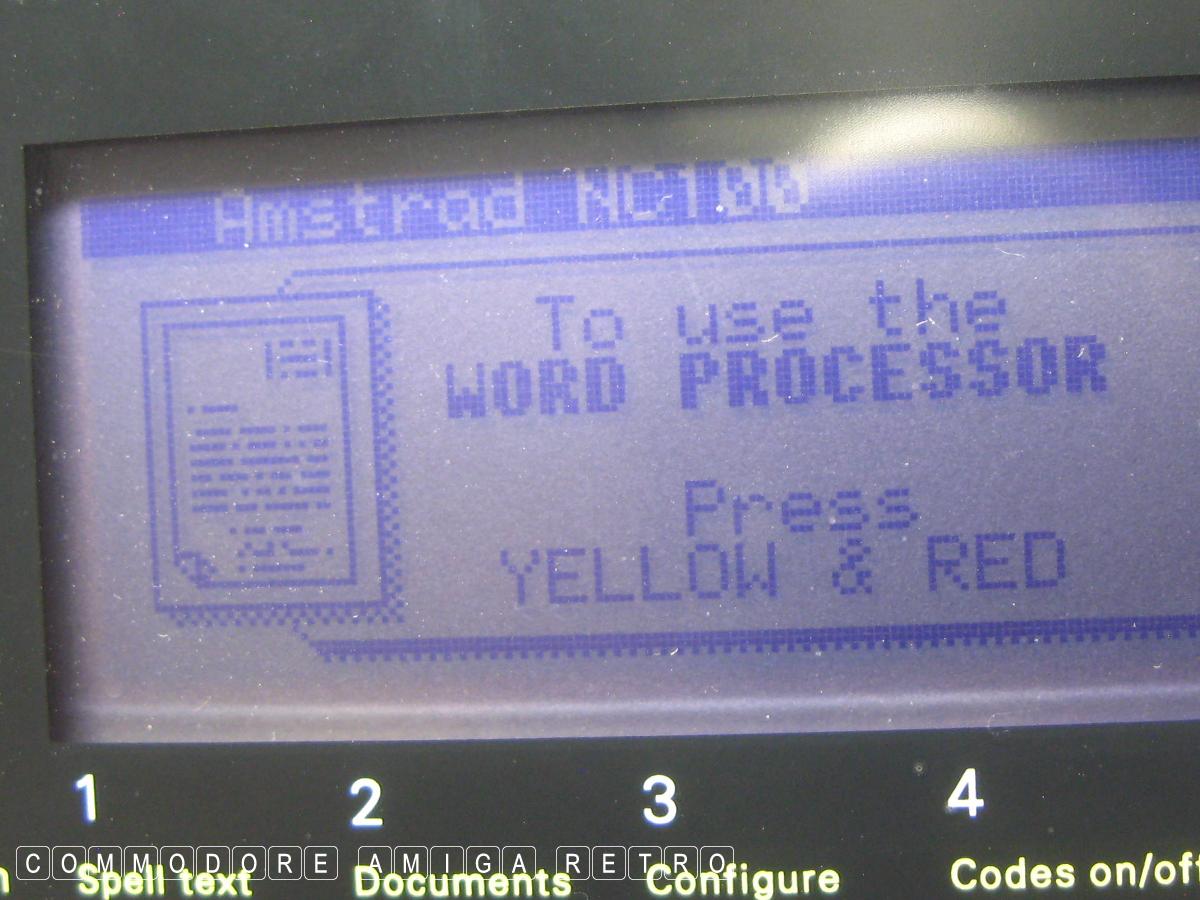 Amstrad NC100
To use the
WORD PROCESSOR
Press
YELLOW & RED
1 2 3 4
Spell text Documents Configure Codes on/off
COMMODORE AMIGA RETRO